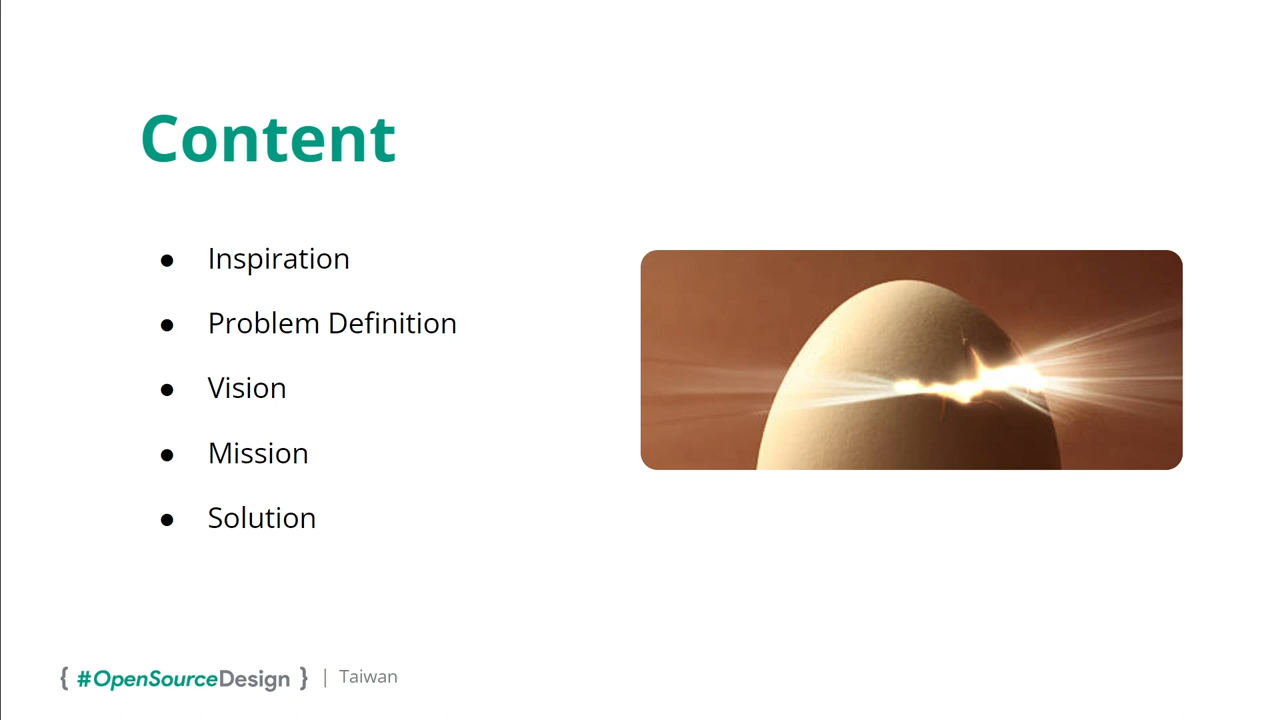 Content
● Inspiration
● Problem Definition
● Vision
● Mission
● Solution
{ #OpenSourceDesign } | Taiwan